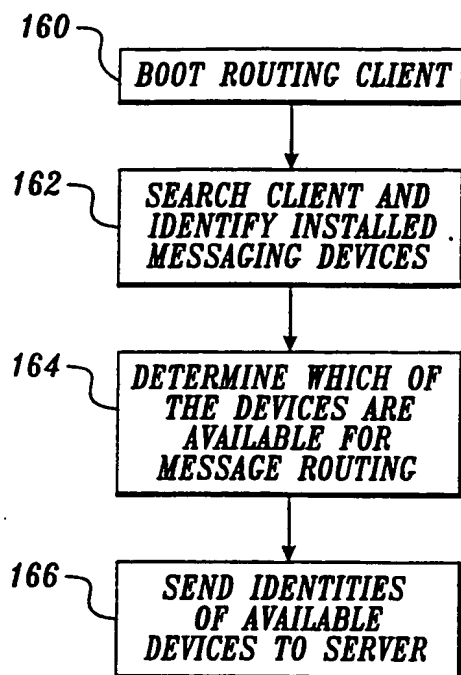 160
BOOT ROUTING CLIENT
162
SEARCH CLIENT AND
IDENTIFY INSTALLED
MESSAGING DEVICES
164
DETERMINE WHICH OF
THE DEVICES ARE
AVAILABLE FOR
MESSAGE ROUTING
166
SEND IDENTITIES
OF AVAILABLE
DEVICES TO SERVER